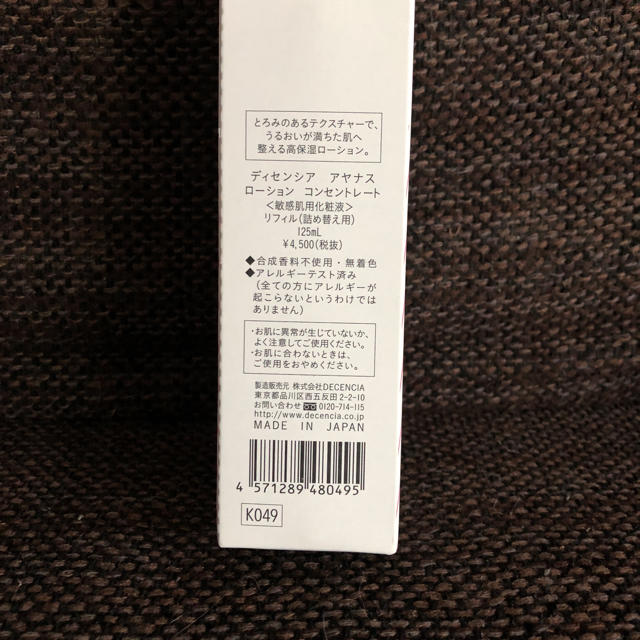 とろみのあるテクスチャーで、
うるおいが満ちた肌へ
整える高保湿ローション。
ディセンシア アヤナス
ローション コンセントレート
<敏感肌用化粧液>
リフィル(詰め替え用)
125mL
¥4,500(税抜)
◆合成香料不使用・無着色
◆アレルギーテスト済み
(全ての方にアレルギーが
起こらないというわけでは
ありません)
・お肌に異常が生じていないか、
よく注意してご使用ください。
・お肌に合わないときは、
ご使用をおやめください。
製造販売元 株式会社DECENCIA
東京都品川区西五反田2-2-10
お問い合わせ ☎0120-714-115
http://www.decencia.co.jp
MADE IN JAPAN
4 571289 480495
K049